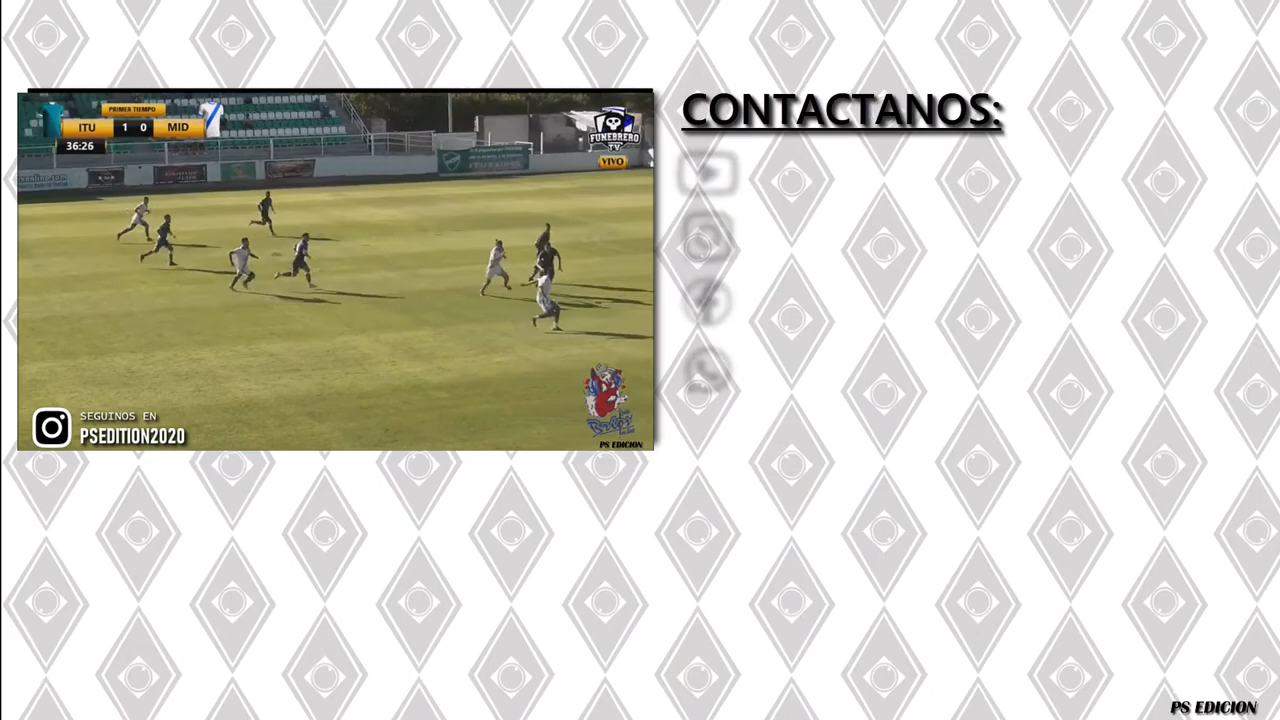 CONTACTANOS:
PRIMER TIEMPO
ITU 1 0 MID
36:26
FUNEBRERO
TV
VIVO
SEGUINOS EN
PSEDITION2020
PS EDICION
PS EDICION